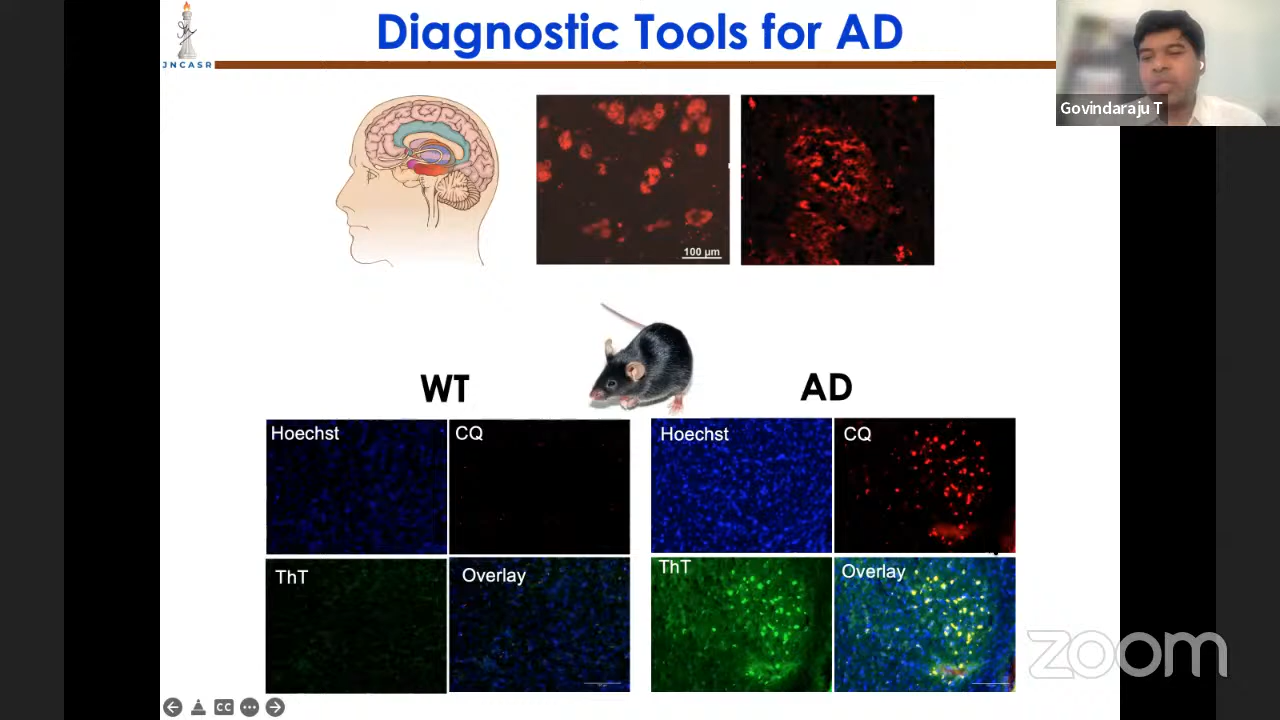 Diagnostic Tools for AD
JNCASR
Govindaraju T
100 µm
WT
AD
Hoechst
CQ
Hoechst
CQ
ThT
Overlay
ThT
Overlay
zoom
CC